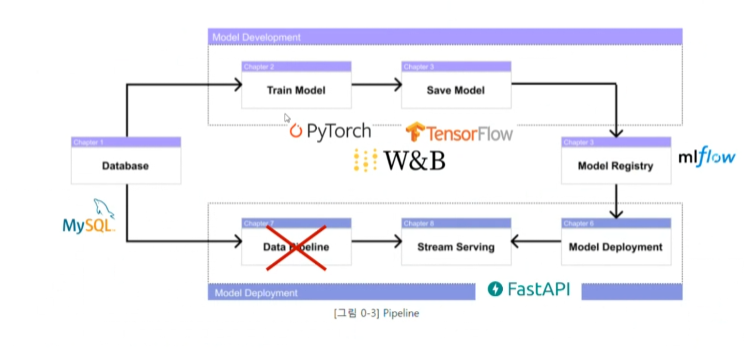 Model Development
Chapter 2
Train Model
Chapter 3
Save Model
PyTorch
TensorFlow
W&B
Chapter 1
Database
MySQL
Chapter 3
Model Registry
mlflow
Chapter 7
Data Pipeline
Chapter 6
Stream Serving
Chapter 5
Model Deployment
Model Deployment
FastAPI
[그림 0-3] Pipeline